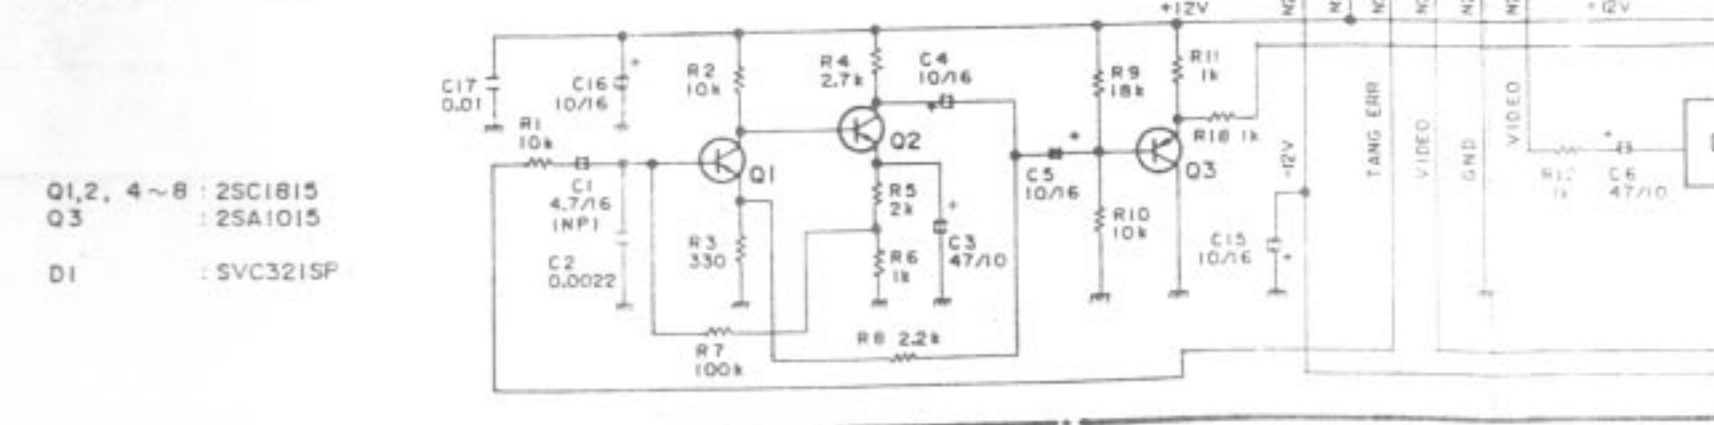 +12V
+12V
C17
0.01
C16
+
10/16
R2
10k
R4
2.7k
C4
10/16
+
R9
18k
R11
1k
R18 1k
R1
10k
Q1
Q2
Q3
C1
4.7/16
(NP)
C2
0.0022
R3
330
R5
2k
R6
1k
C3
+
47/10
C5
+
10/16
R10
10k
R7
100k
R8 2.2k
-12V
C15
10/16
+
TANG ERR
VIDEO
GND
VIDEO
R12
1k
C6
+
47/10
Q1,2, 4~8 : 2SC1815
Q3 : 2SA1015
D1 : SVC321SP